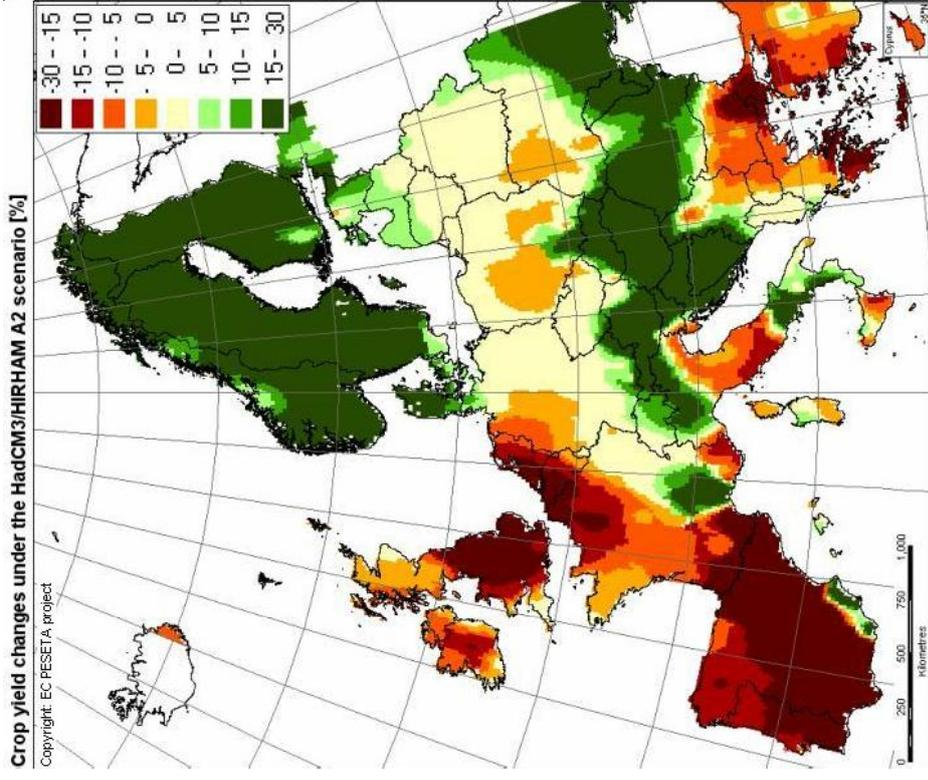 Crop yield changes under the HadCM3/HIRHAM A2 scenario [%]
Copyright: EC PESETA project
-30 - -15
-15 - -10
-10 - - 5
- 5 - 0
0 - 5
5 - 10
10 - 15
15 - 30
Cyprus
36°N
0 250 500 750 1,000
Kilometres